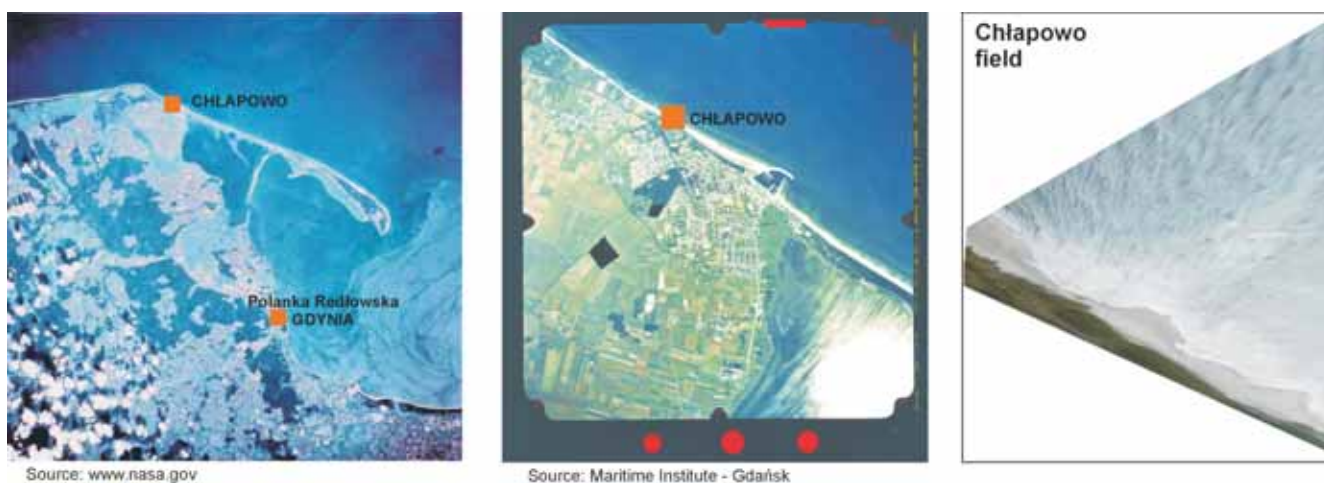 CHŁAPOWO
Polanka Redłowska
GDYNIA
Source: www.nasa.gov
CHŁAPOWO
Source: Maritime Institute - Gdańsk
Chłapowo
field